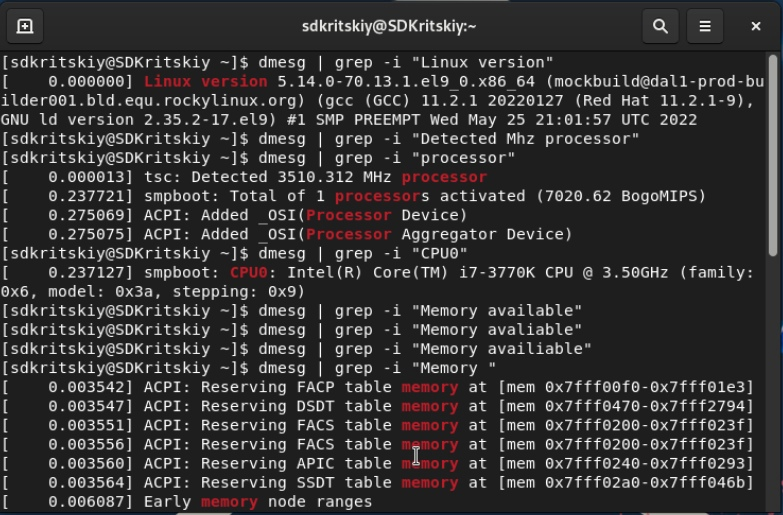 sdkritskiy@SDKritskiy:~
[sdkritskiy@SDKritskiy ~]$ dmesg | grep -i "Linux version"
[    0.000000] Linux version 5.14.0-70.13.1.el9_0.x86_64 (mockbuild@dal1-prod-bu
ilder001.bld.equ.rockylinux.org) (gcc (GCC) 11.2.1 20220127 (Red Hat 11.2.1-9),
GNU ld version 2.35.2-17.el9) #1 SMP PREEMPT Wed May 25 21:01:57 UTC 2022
[sdkritskiy@SDKritskiy ~]$ dmesg | grep -i "Detected Mhz processor"
[sdkritskiy@SDKritskiy ~]$ dmesg | grep -i "processor"
[    0.000013] tsc: Detected 3510.312 MHz processor
[    0.237721] smpboot: Total of 1 processors activated (7020.62 BogoMIPS)
[    0.275069] ACPI: Added _OSI(Processor Device)
[    0.275075] ACPI: Added _OSI(Processor Aggregator Device)
[sdkritskiy@SDKritskiy ~]$ dmesg | grep -i "CPU0"
[    0.237127] smpboot: CPU0: Intel(R) Core(TM) i7-3770K CPU @ 3.50GHz (family:
0x6, model: 0x3a, stepping: 0x9)
[sdkritskiy@SDKritskiy ~]$ dmesg | grep -i "Memory available"
[sdkritskiy@SDKritskiy ~]$ dmesg | grep -i "Memory avaliable"
[sdkritskiy@SDKritskiy ~]$ dmesg | grep -i "Memory availiable"
[sdkritskiy@SDKritskiy ~]$ dmesg | grep -i "Memory "
[    0.003542] ACPI: Reserving FACP table memory at [mem 0x7fff00f0-0x7fff01e3]
[    0.003547] ACPI: Reserving DSDT table memory at [mem 0x7fff0470-0x7fff2794]
[    0.003551] ACPI: Reserving FACS table memory at [mem 0x7fff0200-0x7fff023f]
[    0.003556] ACPI: Reserving FACS table memory at [mem 0x7fff0200-0x7fff023f]
[    0.003560] ACPI: Reserving APIC table memory at [mem 0x7fff0240-0x7fff0293]
[    0.003564] ACPI: Reserving SSDT table memory at [mem 0x7fff02a0-0x7fff046b]
[    0.006087] Early memory node ranges